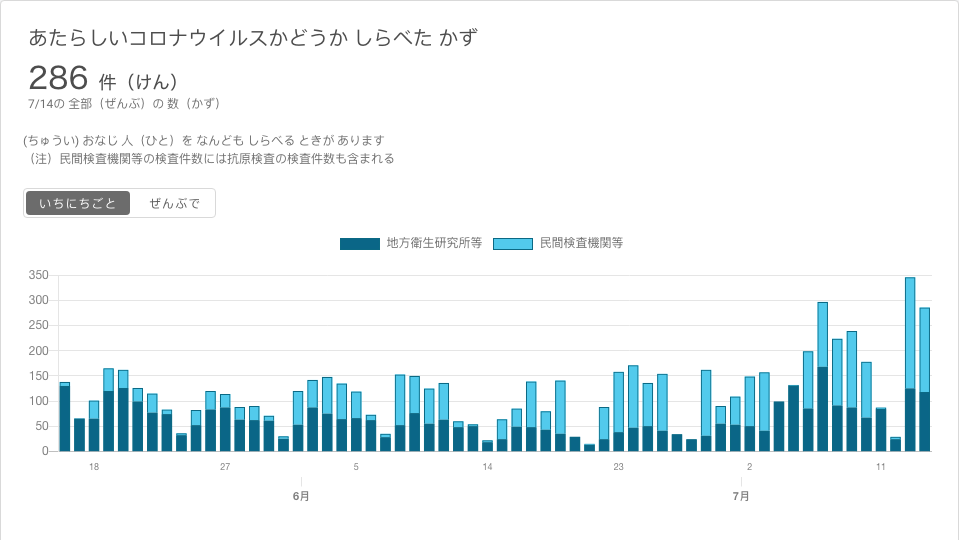 あたらしいコロナウイルスかどうか しらべた かず
286 件（けん）
7/14の 全部（ぜんぶ）の 数（かず）
(ちゅうい) おなじ 人（ひと）を なんども しらべる ときが あります
（注）民間検査機関等の検査件数には抗原検査の検査件数も含まれる
いちにちごと ぜんぶで
地方衛生研究所等 民間検査機関等
350
300
250
200
150
100
50
0
18 27 5 14 23 2 11
6月 7月